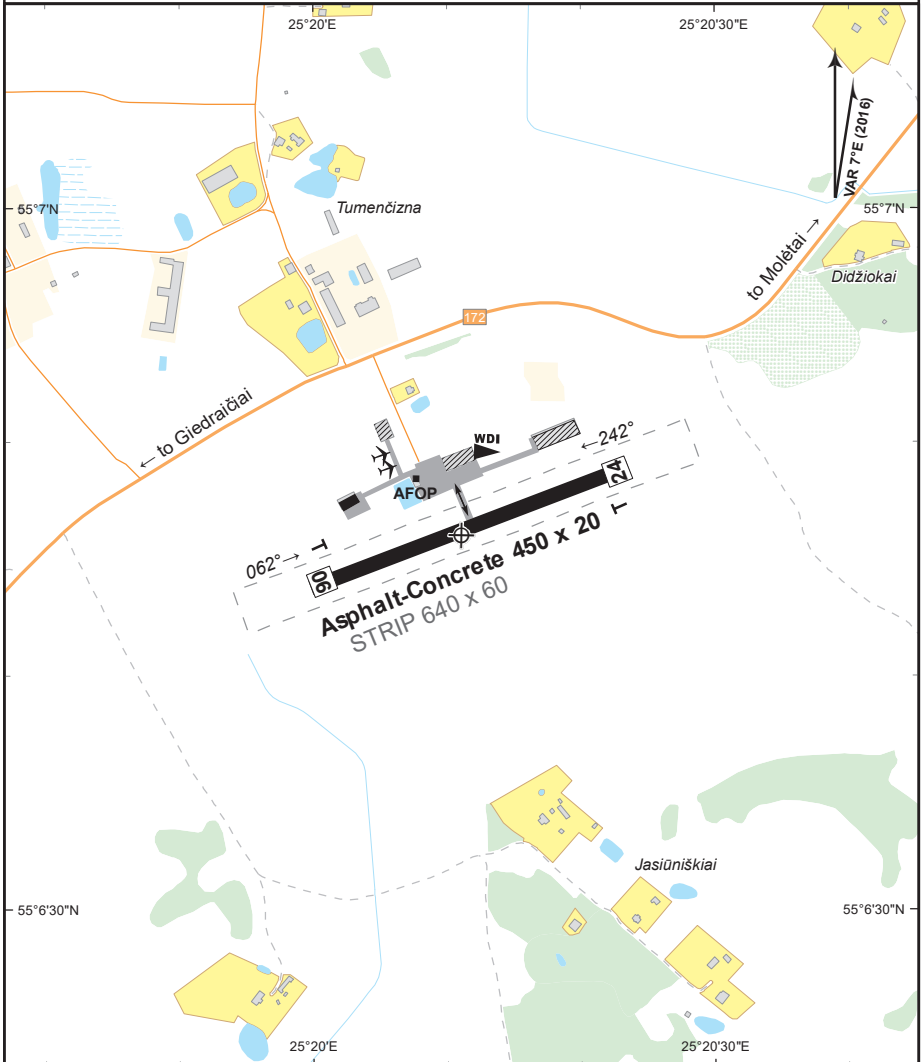 25°20'E
25°20'30"E
VAR 7°E (2016)
55°7'N
Tumenčizna
55°7'N
to Molėtai →
Didžiokai
172
← to Giedraičiai
WDI
←242°
AFOP
24
T
T
062°→
06
Asphalt-Concrete 450 x 20
STRIP 640 x 60
Jasiūniškiai
55°6'30"N
55°6'30"N
25°20'E
25°20'30"E